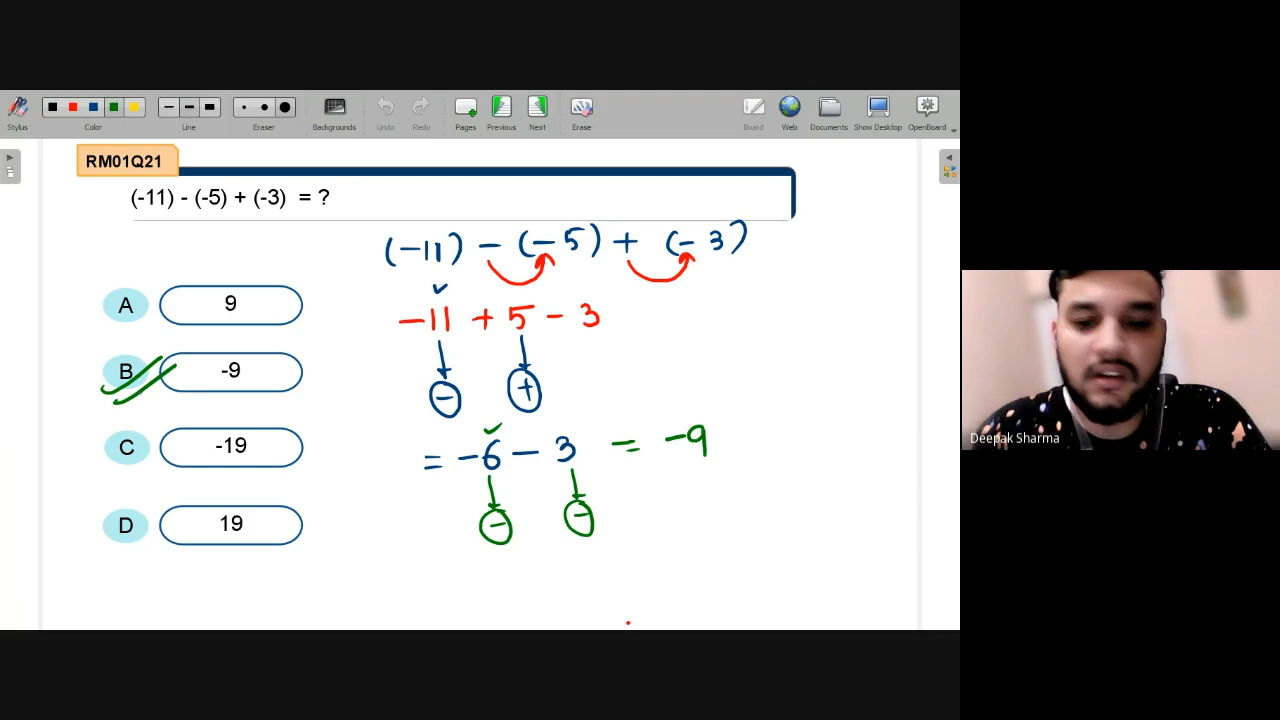 Stylus
Color
Line
Eraser
Backgrounds
Undo
Redo
Pages
Previous
Next
Erase
Board
Web
Documents
Show Desktop
OpenBoard
RM01Q21
(-11) - (-5) + (-3) = ?
(-11) - (-5) + (-3)
-11 + 5 - 3
- +
= -6 - 3 = -9
- -
A 9
B -9
C -19
D 19
Deepak Sharma